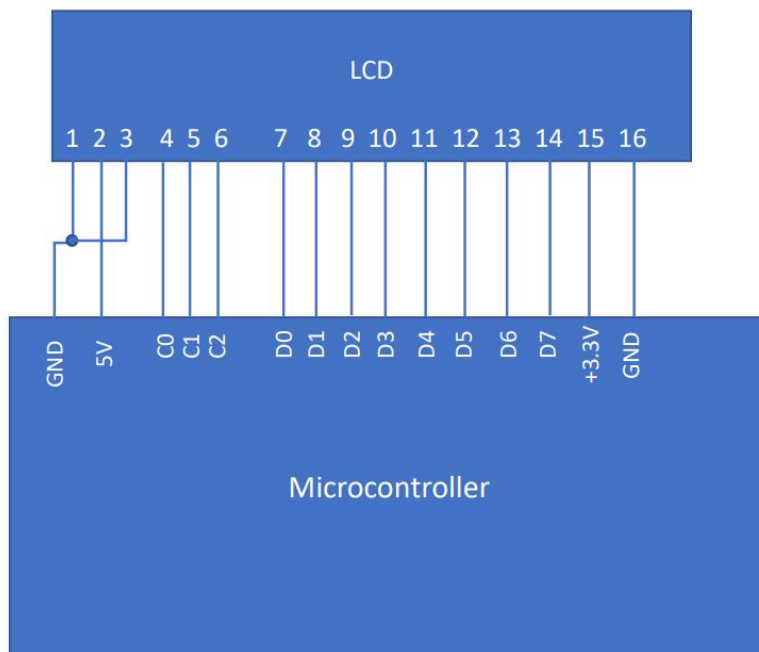 LCD
1 2 3 4 5 6 7 8 9 10 11 12 13 14 15 16
GND 5V C0 C1 C2 D0 D1 D2 D3 D4 D5 D6 D7 +3.3V GND
Microcontroller